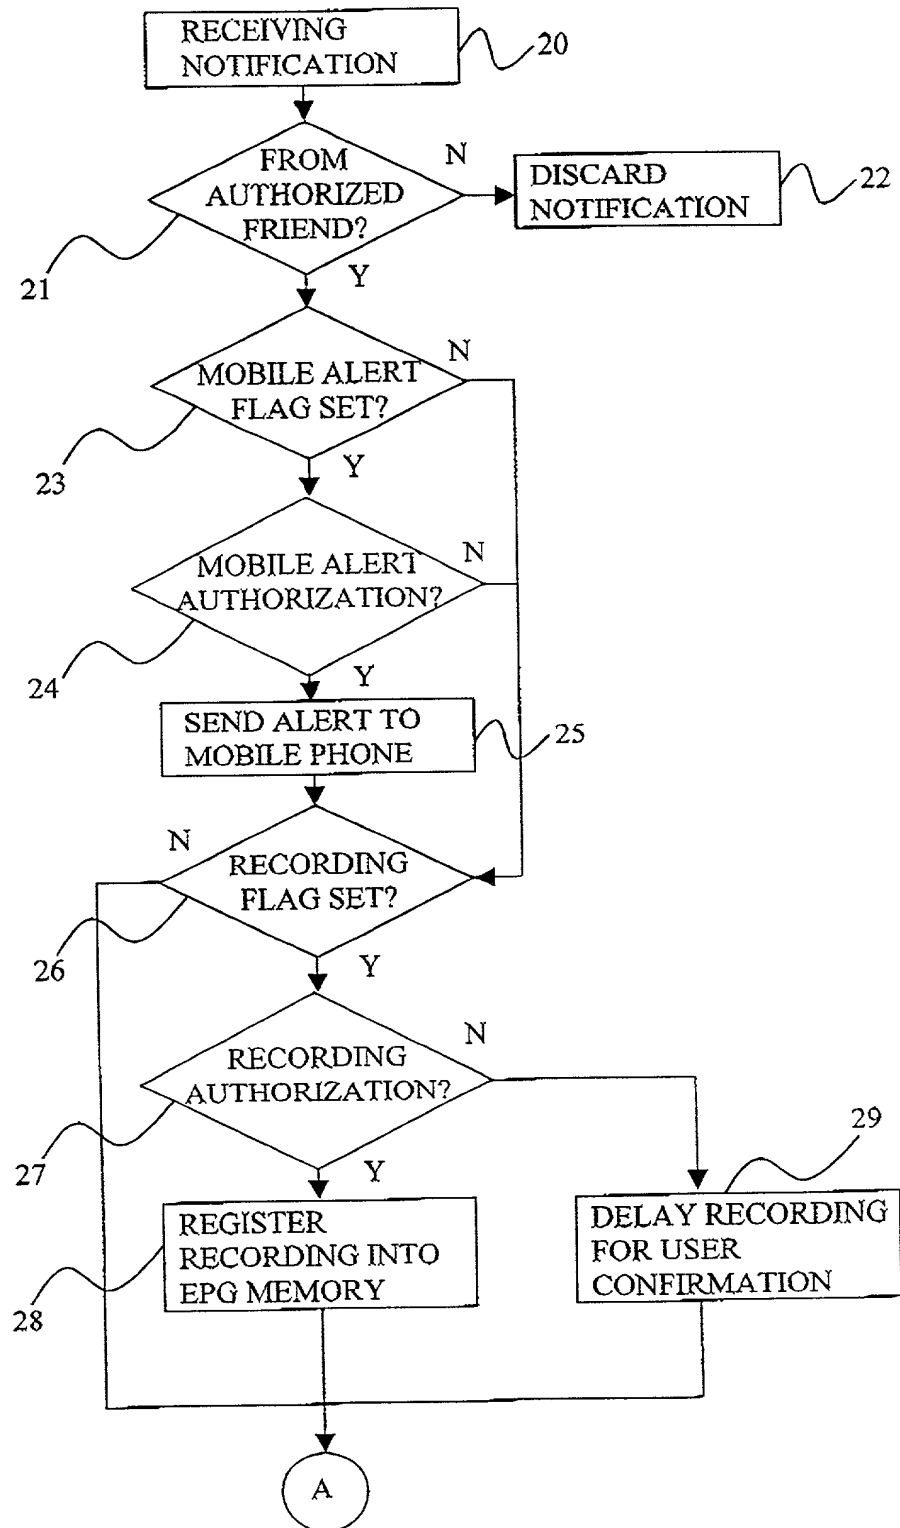 RECEIVING
NOTIFICATION
20
FROM
AUTHORIZED
FRIEND?
N
DISCARD
NOTIFICATION
22
21
Y
MOBILE ALERT
FLAG SET?
N
23
Y
MOBILE ALERT
AUTHORIZATION?
N
24
Y
SEND ALERT TO
MOBILE PHONE
25
N
RECORDING
FLAG SET?
26
Y
RECORDING
AUTHORIZATION?
N
27
Y
29
REGISTER
RECORDING INTO
EPG MEMORY
28
DELAY RECORDING
FOR USER
CONFIRMATION
A